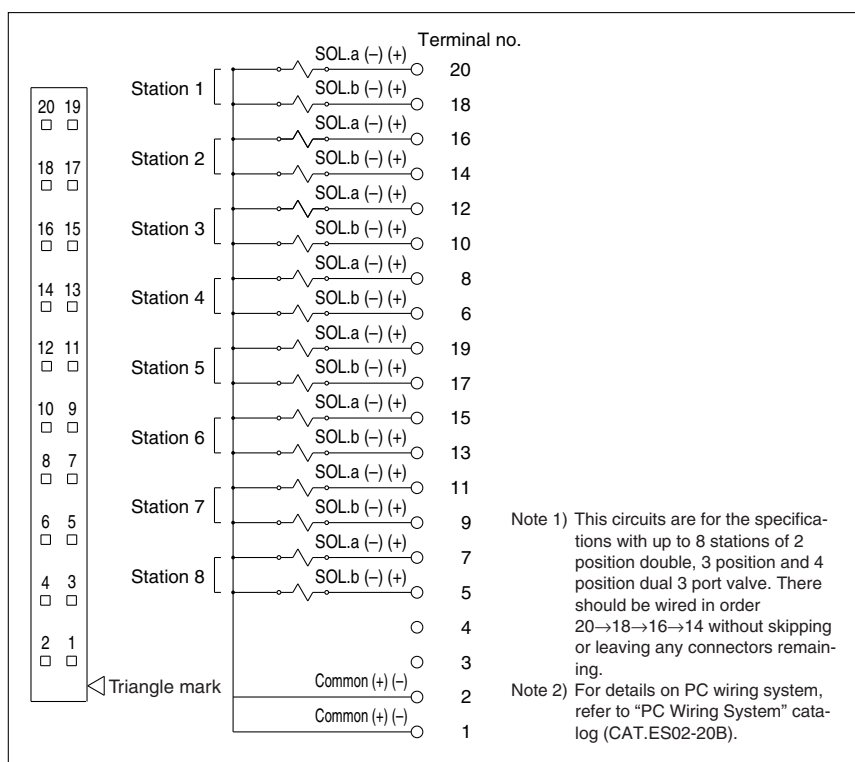 Terminal no.
20 19
18 17
16 15
14 13
12 11
10 9
8 7
6 5
4 3
2 1
Triangle mark
Station 1
SOL.a (–) (+) 20
SOL.b (–) (+) 18
Station 2
SOL.a (–) (+) 16
SOL.b (–) (+) 14
Station 3
SOL.a (–) (+) 12
SOL.b (–) (+) 10
Station 4
SOL.a (–) (+) 8
SOL.b (–) (+) 6
Station 5
SOL.a (–) (+) 19
SOL.b (–) (+) 17
Station 6
SOL.a (–) (+) 15
SOL.b (–) (+) 13
Station 7
SOL.a (–) (+) 11
SOL.b (–) (+) 9
Station 8
SOL.a (–) (+) 7
SOL.b (–) (+) 5
4
3
Common (+) (–) 2
Common (+) (–) 1
Note 1) This circuits are for the specifica-
tions with up to 8 stations of 2
position double, 3 position and 4
position dual 3 port valve. There
should be wired in order
20→18→16→14 without skipping
or leaving any connectors remain-
ing.
Note 2) For details on PC wiring system,
refer to “PC Wiring System” cata-
log (CAT.ES02-20B).